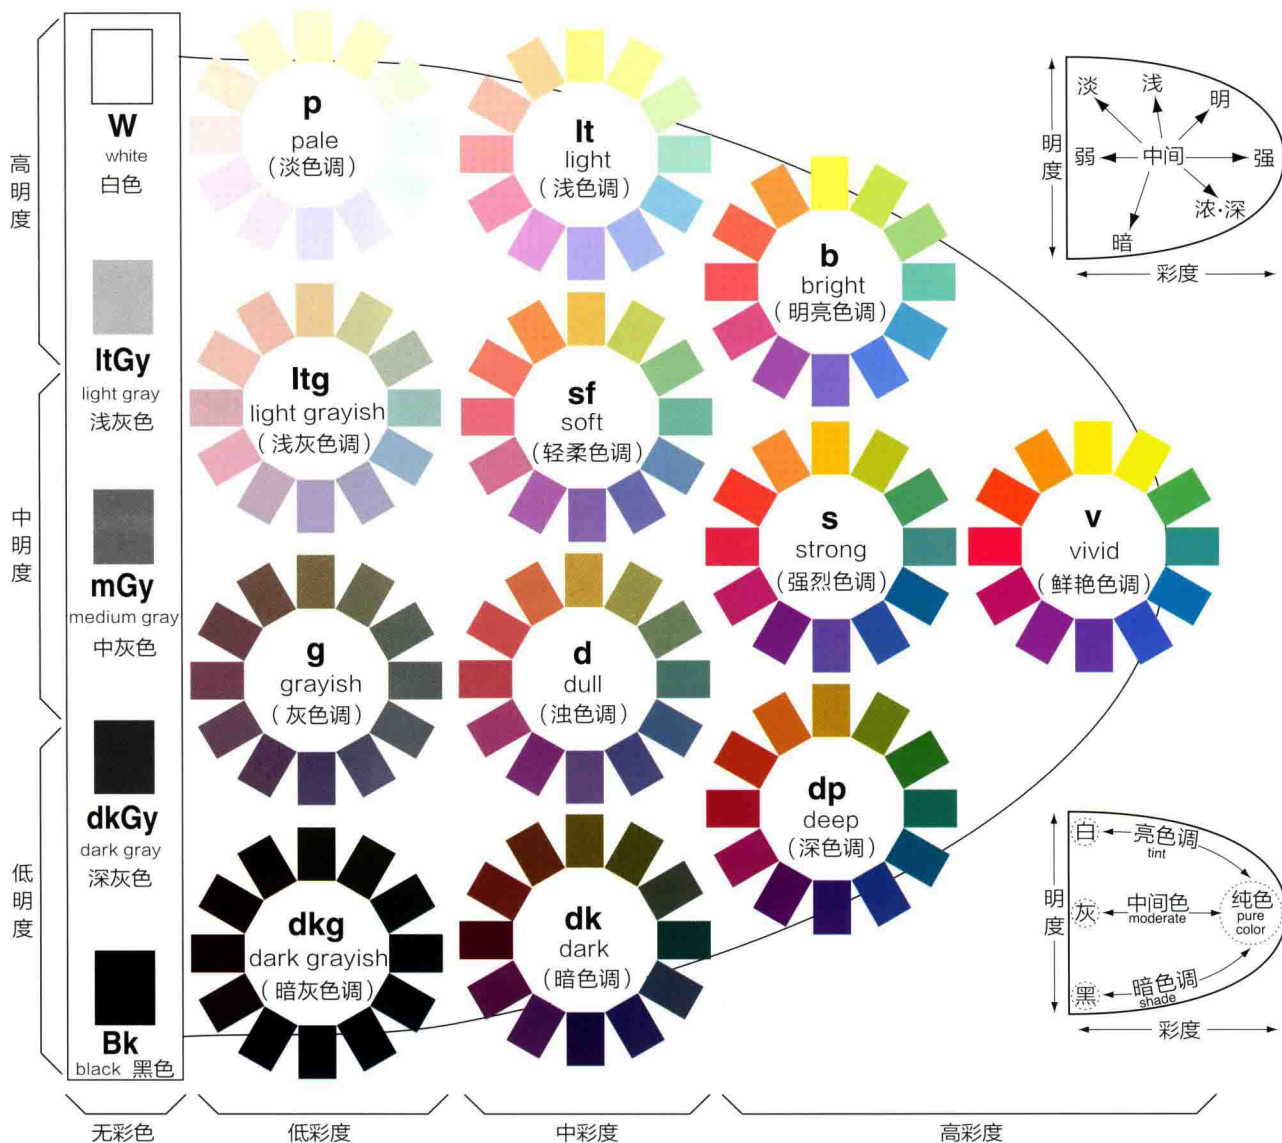 高明度
中明度
低明度
W
white
白色
ltGy
light gray
浅灰色
mGy
medium gray
中灰色
dkGy
dark gray
深灰色
Bk
black 黑色
p
pale
（淡色调）
ltg
light grayish
（浅灰色调）
g
grayish
（灰色调）
dkg
dark grayish
（暗灰色调）
lt
light
（浅色调）
sf
soft
（轻柔色调）
d
dull
（浊色调）
dk
dark
（暗色调）
b
bright
（明亮色调）
s
strong
（强烈色调）
dp
deep
（深色调）
v
vivid
（鲜艳色调）
明度
淡
浅
明
弱
中间
强
浓·深
暗
彩度
明度
白
亮色调
tint
灰
中间色
moderate
纯色
pure
color
黑
暗色调
shade
彩度
无彩色
低彩度
中彩度
高彩度